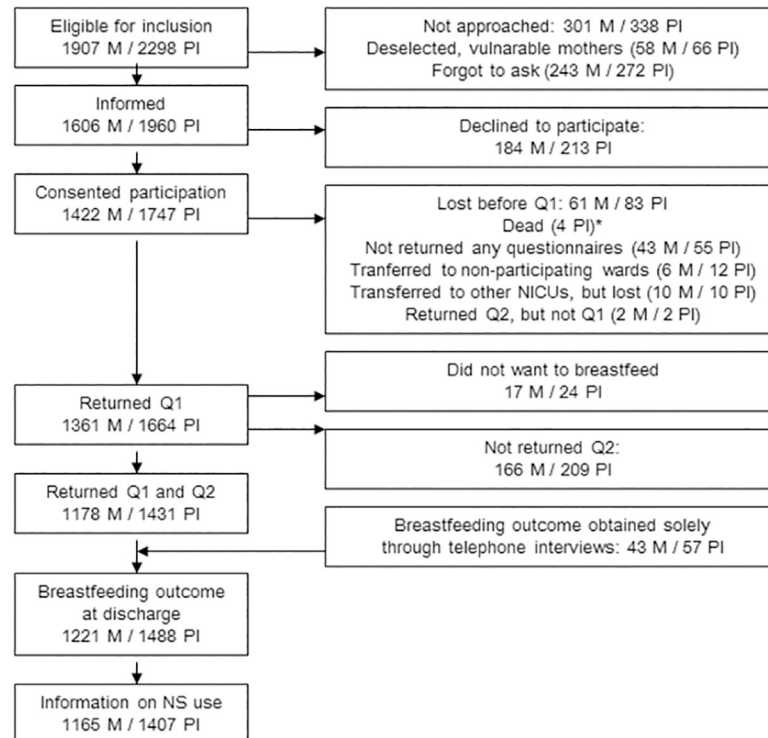 Eligible for inclusion
1907 M / 2298 PI
Not approached: 301 M / 338 PI
Deselected, vulnarable mothers (58 M / 66 PI)
Forgot to ask (243 M / 272 PI)
Informed
1606 M / 1960 PI
Declined to participate:
184 M / 213 PI
Consented participation
1422 M / 1747 PI
Lost before Q1: 61 M / 83 PI
Dead (4 PI)*
Not returned any questionnaires (43 M / 55 PI)
Tranferred to non-participating wards (6 M / 12 PI)
Transferred to other NICUs, but lost (10 M / 10 PI)
Returned Q2, but not Q1 (2 M / 2 PI)
Did not want to breastfeed
17 M / 24 PI
Returned Q1
1361 M / 1664 PI
Not returned Q2:
166 M / 209 PI
Returned Q1 and Q2
1178 M / 1431 PI
Breastfeeding outcome obtained solely
through telephone interviews: 43 M / 57 PI
Breastfeeding outcome
at discharge
1221 M / 1488 PI
Information on NS use
1165 M / 1407 PI